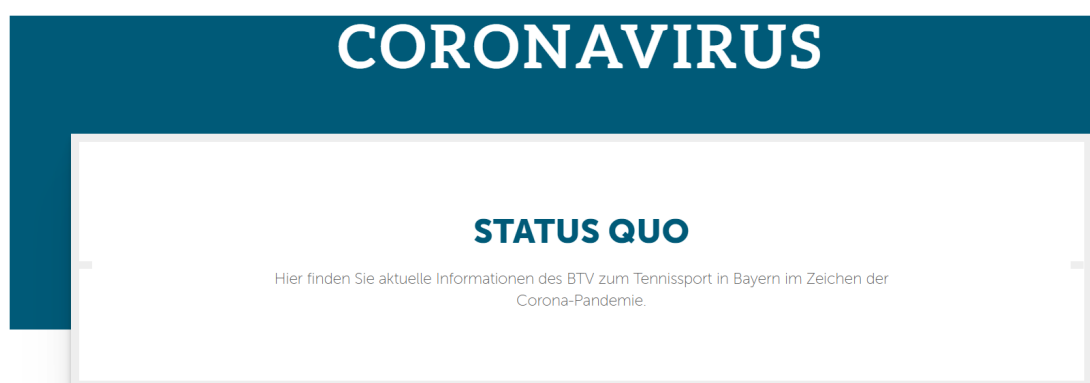 CORONAVIRUS
STATUS QUO
Hier finden Sie aktuelle Informationen des BTV zum Tennissport in Bayern im Zeichen der
Corona-Pandemie.